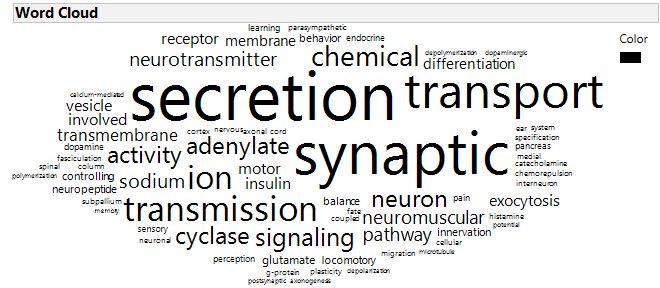 Word Cloud
Color
learning parasympathetic
receptor membrane behavior endocrine
neurotransmitter chemical depolymerization dopaminergic
differentiation
secretion transport
calcium-mediated
vesicle
involved
transmembrane cortex nervous axonal cord ear system
specification
dopamine activity adenylate synaptic pancreas
fasciculation medial
spinal column catecholamine
polymerization controlling sodium ion motor chemorepulsion
neuropeptide insulin interneuron
subpallium transmission balance neuron pain exocytosis
memory fate
coupled neuromuscular histamine
potential
sensory
neuronal cyclase signaling pathway innervation
cellular
perception glutamate locomotory migration microtubule
g-protein plasticity depolarization
postsynaptic axonogenesis